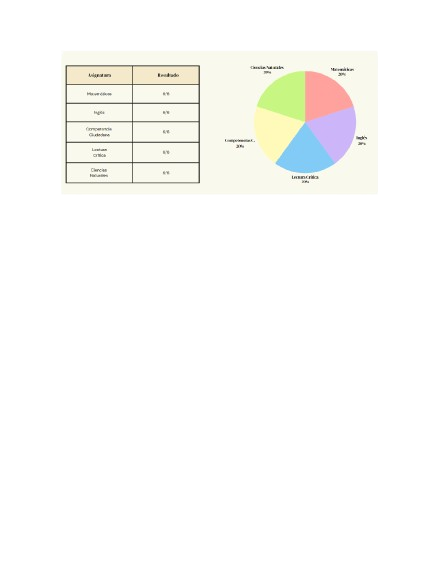 Asignatura Resultado
Matemáticas 0/0
Inglés 0/0
Competencia
Ciudadana 0/0
Lectura
Crítica 0/0
Ciencias
Naturales 0/0
Ciencias Naturales
20%
Matemáticas
20%
Inglés
20%
Lectura Crítica
20%
Competencias C..
20%